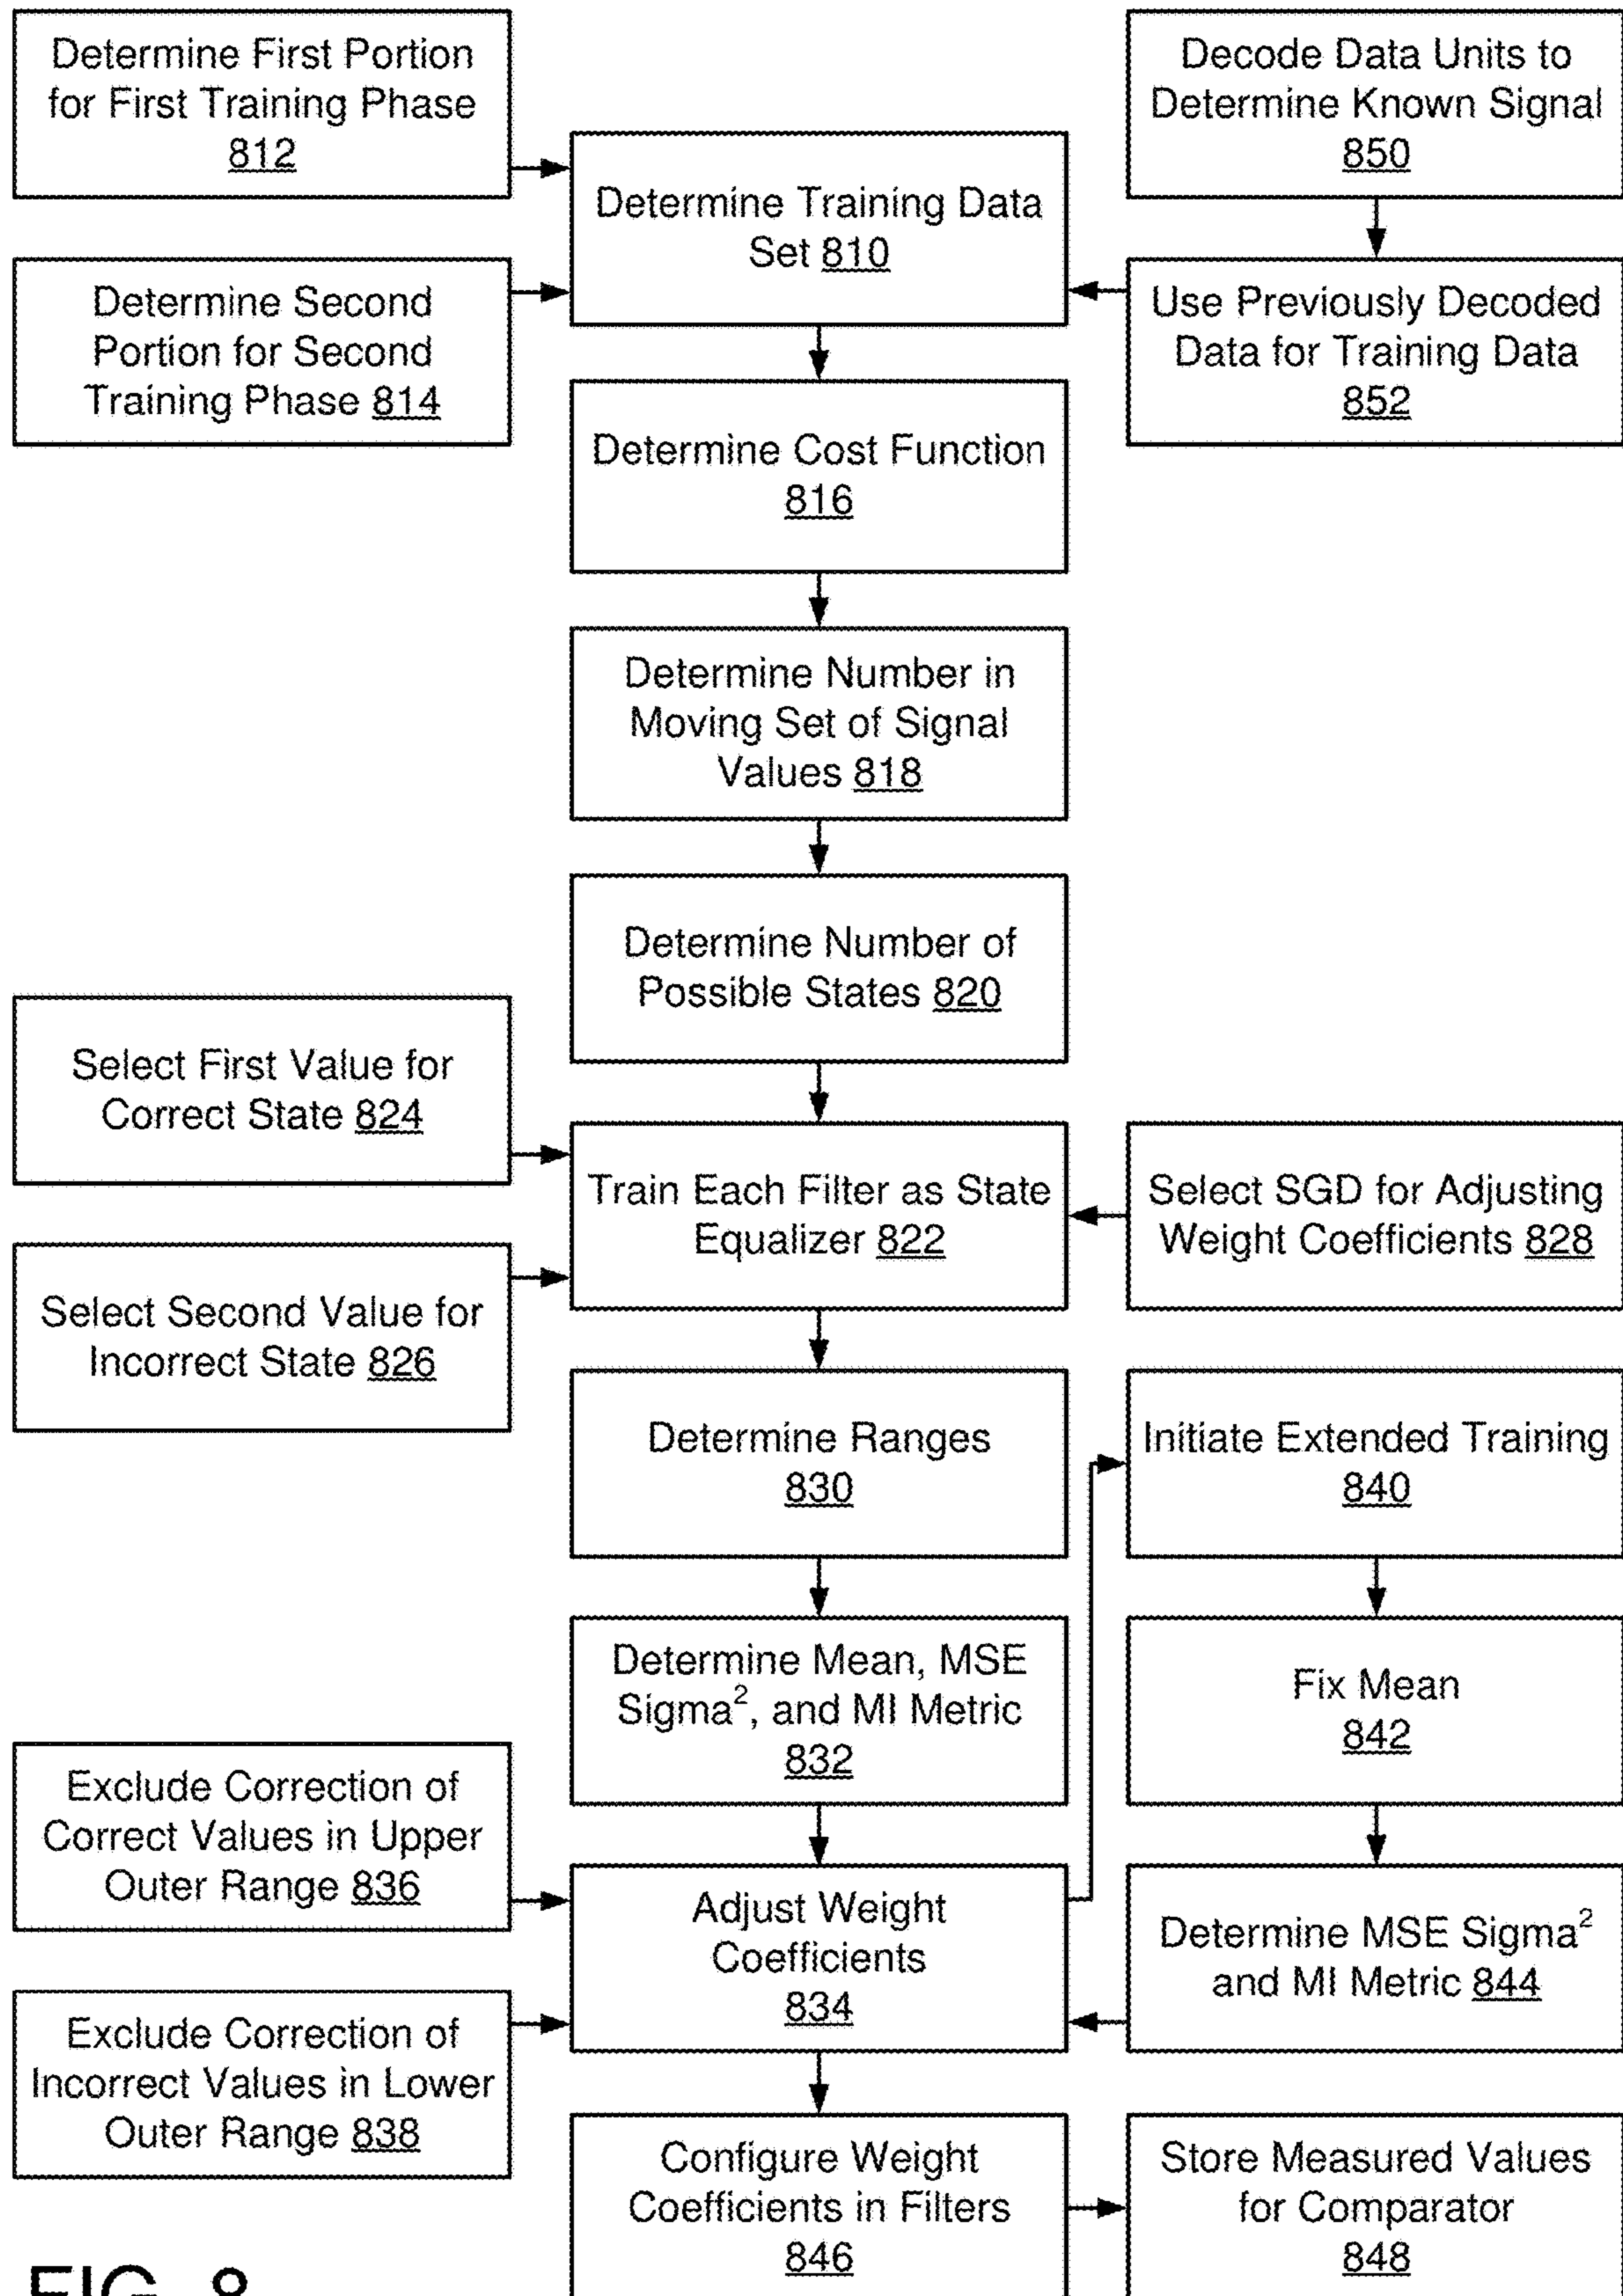 Determine First Portion
for First Training Phase
812
Decode Data Units to
Determine Known Signal
850
Determine Training Data
Set 810
Determine Second
Portion for Second
Training Phase 814
Use Previously Decoded
Data for Training Data
852
Determine Cost Function
816
Determine Number in
Moving Set of Signal
Values 818
Determine Number of
Possible States 820
Select First Value for
Correct State 824
Train Each Filter as State
Equalizer 822
Select SGD for Adjusting
Weight Coefficients 828
Select Second Value for
Incorrect State 826
Determine Ranges
830
Initiate Extended Training
840
Determine Mean, MSE
Sigma², and MI Metric
832
Fix Mean
842
Exclude Correction of
Correct Values in Upper
Outer Range 836
Adjust Weight
Coefficients
834
Determine MSE Sigma²
and MI Metric 844
Exclude Correction of
Incorrect Values in Lower
Outer Range 838
Configure Weight
Coefficients in Filters
846
Store Measured Values
for Comparator
848
FIG. 8